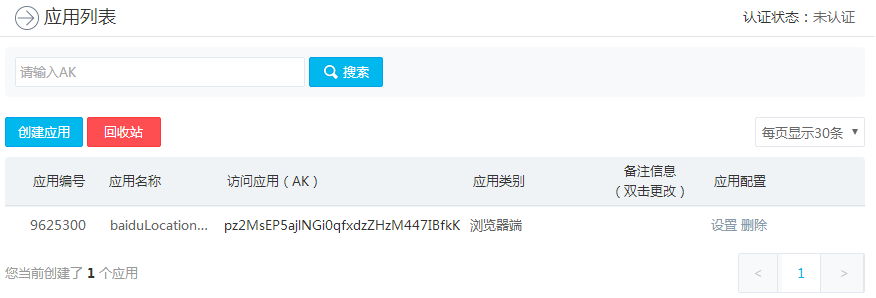 应用列表
认证状态：未认证
请输入AK
搜索
创建应用 回收站 每页显示30条
应用编号 应用名称 访问应用（AK） 应用类别 备注信息（双击更改） 应用配置
9625300 baiduLocation... pz2MsEP5ajlNGi0qfxdzZHzM447IBfkK 浏览器端 设置 删除
您当前创建了 1 个应用
< 1 >